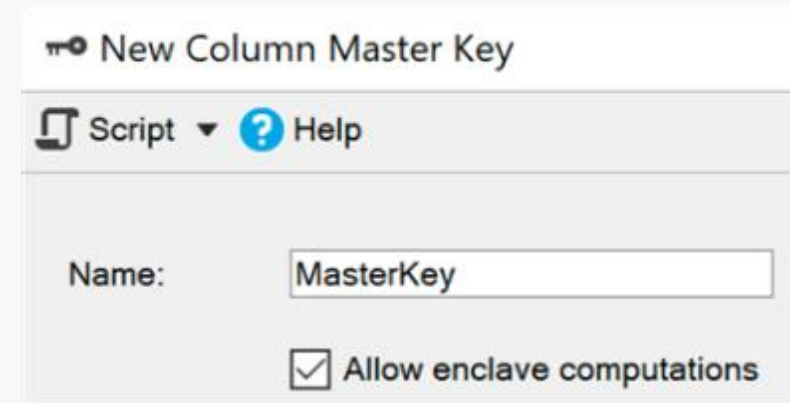 New Column Master Key
Script Help
Name: MasterKey
Allow enclave computations